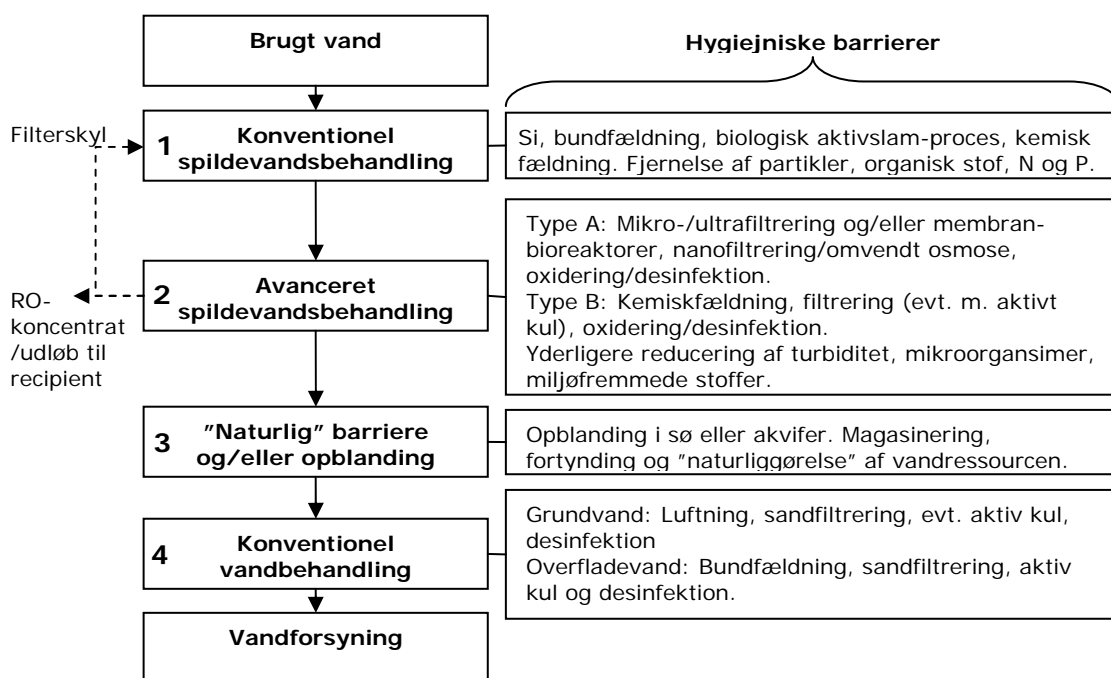 Brugt vand
Hygiejniske barrierer
Filterskyl
1
Konventionel
spildevandsbehandling
Si, bundfældning, biologisk aktivslam-proces, kemisk
fældning. Fjernelse af partikler, organisk stof, N og P.
RO-
koncentrat
/udløb til
recipient
2
Avanceret
spildevandsbehandling
Type A: Mikro-/ultrafiltrering og/eller membran-
bioreaktorer, nanofiltrering/omvendt osmose,
oxidering/desinfektion.
Type B: Kemiskfældning, filtrering (evt. m. aktivt
kul), oxidering/desinfektion.
Yderligere reducering af turbiditet, mikroorgansimer,
miljøfremmede stoffer.
3
”Naturlig” barriere
og/eller opblanding
Opblanding i sø eller akvifer. Magasinering,
fortynding og ”naturliggørelse” af vandressourcen.
4
Konventionel
vandbehandling
Grundvand: Luftning, sandfiltrering, evt. aktiv kul,
desinfektion
Overfladevand: Bundfældning, sandfiltrering, aktiv
kul og desinfektion.
Vandforsyning